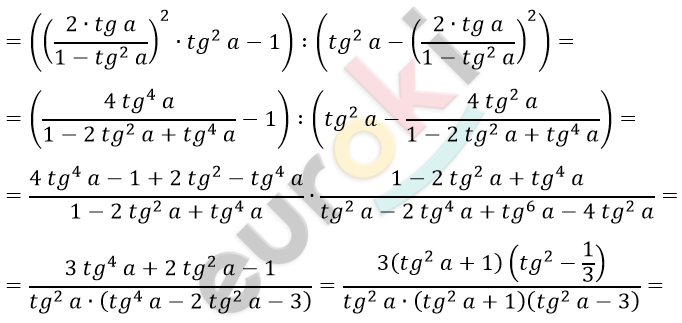 = ((2 · tg a / 1 − tg² a)² · tg² a − 1) : (tg² a − (2 · tg a / 1 − tg² a)²) =
= (4 tg⁴ a / 1 − 2 tg² a + tg⁴ a − 1) : (tg² a − 4 tg² a / 1 − 2 tg² a + tg⁴ a) =
= 4 tg⁴ a − 1 + 2 tg² − tg⁴ a / 1 − 2 tg² a + tg⁴ a · 1 − 2 tg² a + tg⁴ a / tg² a − 2 tg⁴ a + tg⁶ a − 4 tg² a =
= 3 tg⁴ a + 2 tg² a − 1 / tg² a · (tg⁴ a − 2 tg² a − 3) = 3(tg² a + 1) (tg² − 1/3) / tg² a · (tg² a + 1)(tg² a − 3) =
euroki